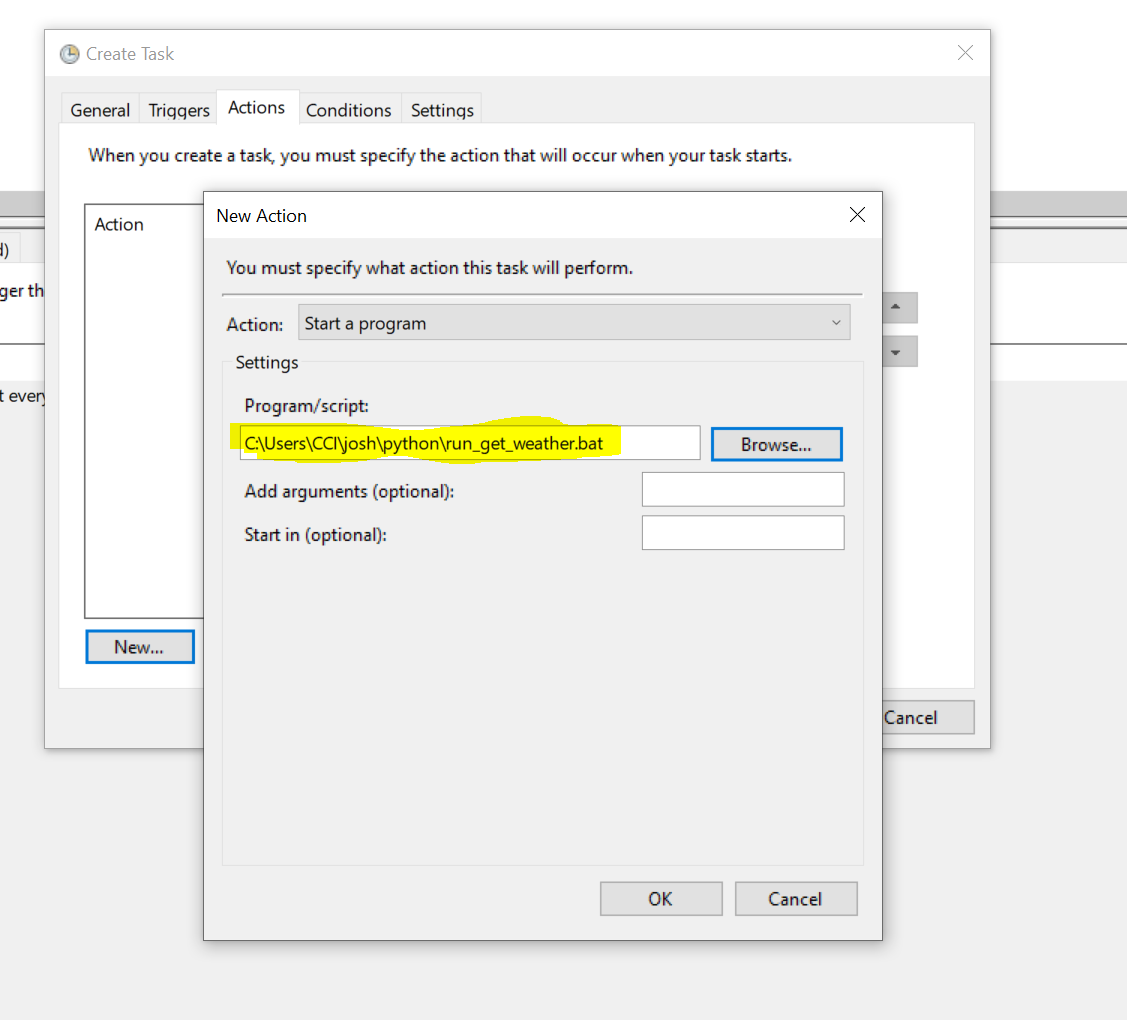 Create Task
General Triggers Actions Conditions Settings
When you create a task, you must specify the action that will occur when your task starts.
Action
New Action
You must specify what action this task will perform.
Action: Start a program
Settings
Program/script:
C:\Users\CCI\josh\python\run_get_weather.bat Browse...
Add arguments (optional):
Start in (optional):
New...
OK Cancel
Cancel
d)
ger th
t every